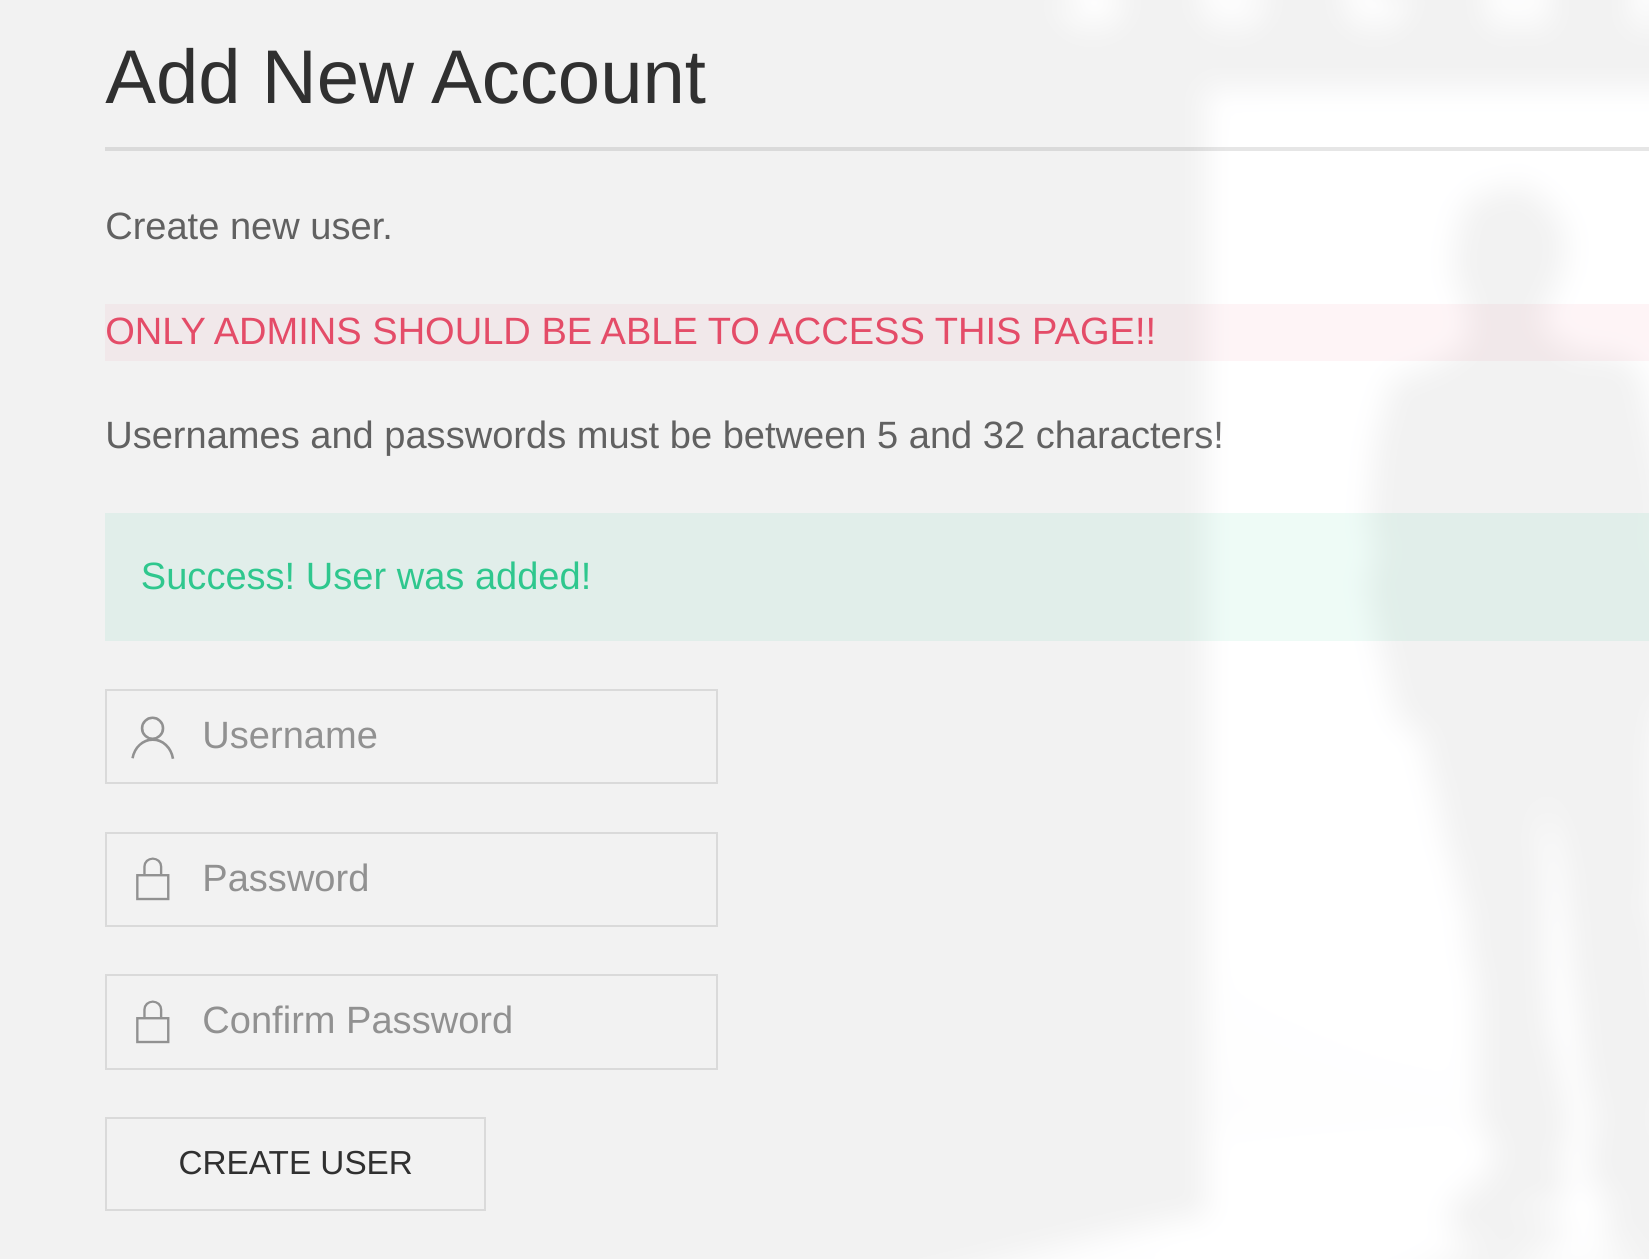 Add New Account
Create new user.
ONLY ADMINS SHOULD BE ABLE TO ACCESS THIS PAGE!!
Usernames and passwords must be between 5 and 32 characters!
Success! User was added!
Username
Password
Confirm Password
CREATE USER